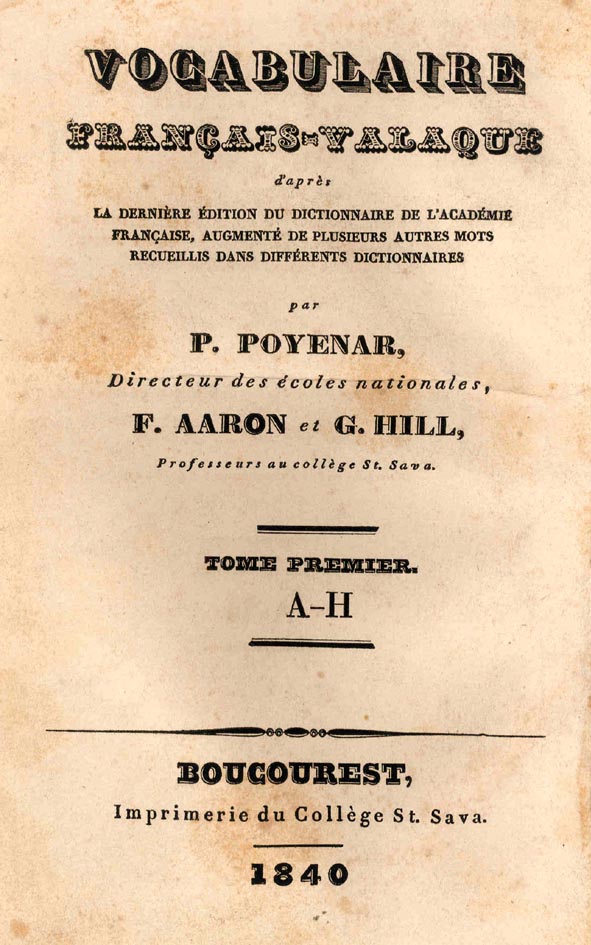 VOCABULAIRE
FRANÇAIS-VALAQUE
d'après
LA DERNIÈRE ÉDITION DU DICTIONNAIRE DE L'ACADÉMIE
FRANÇAISE, AUGMENTÉ DE PLUSIEURS AUTRES MOTS
RECUEILLIS DANS DIFFÉRENTS DICTIONNAIRES
par
P. POYENAR,
Directeur des écoles nationales,
F. AARON et G. HILL,
Professeurs au collège St. Sava.
TOME PREMIER.
A-H
BOUCOUREST,
Imprimerie du Collège St. Sava.
1840